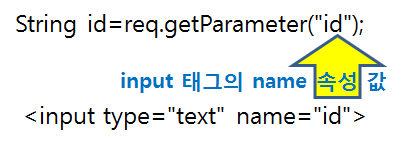 String id=req.getParameter("id");
input 태그의 name 속성 값
<input type="text" name="id">